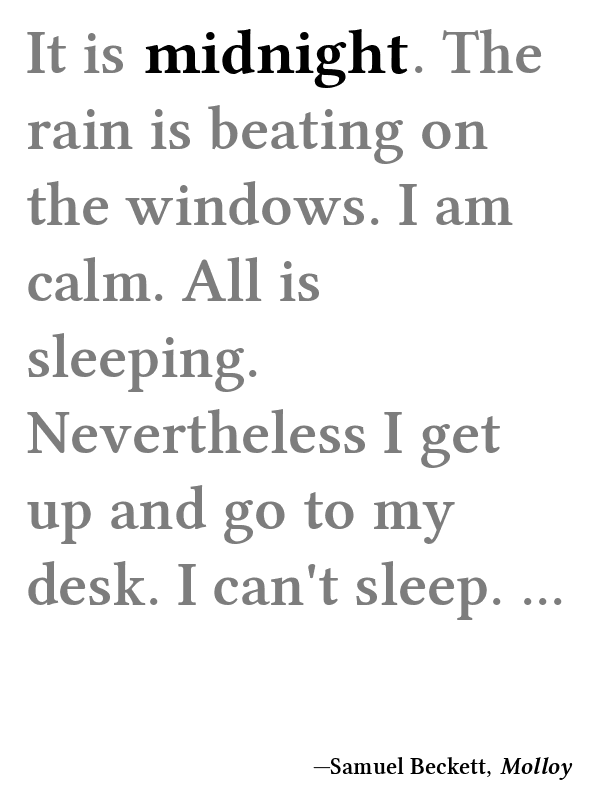 It is midnight. The
rain is beating on
the windows. I am
calm. All is
sleeping.
Nevertheless I get
up and go to my
desk. I can't sleep. ...
—Samuel Beckett, Molloy